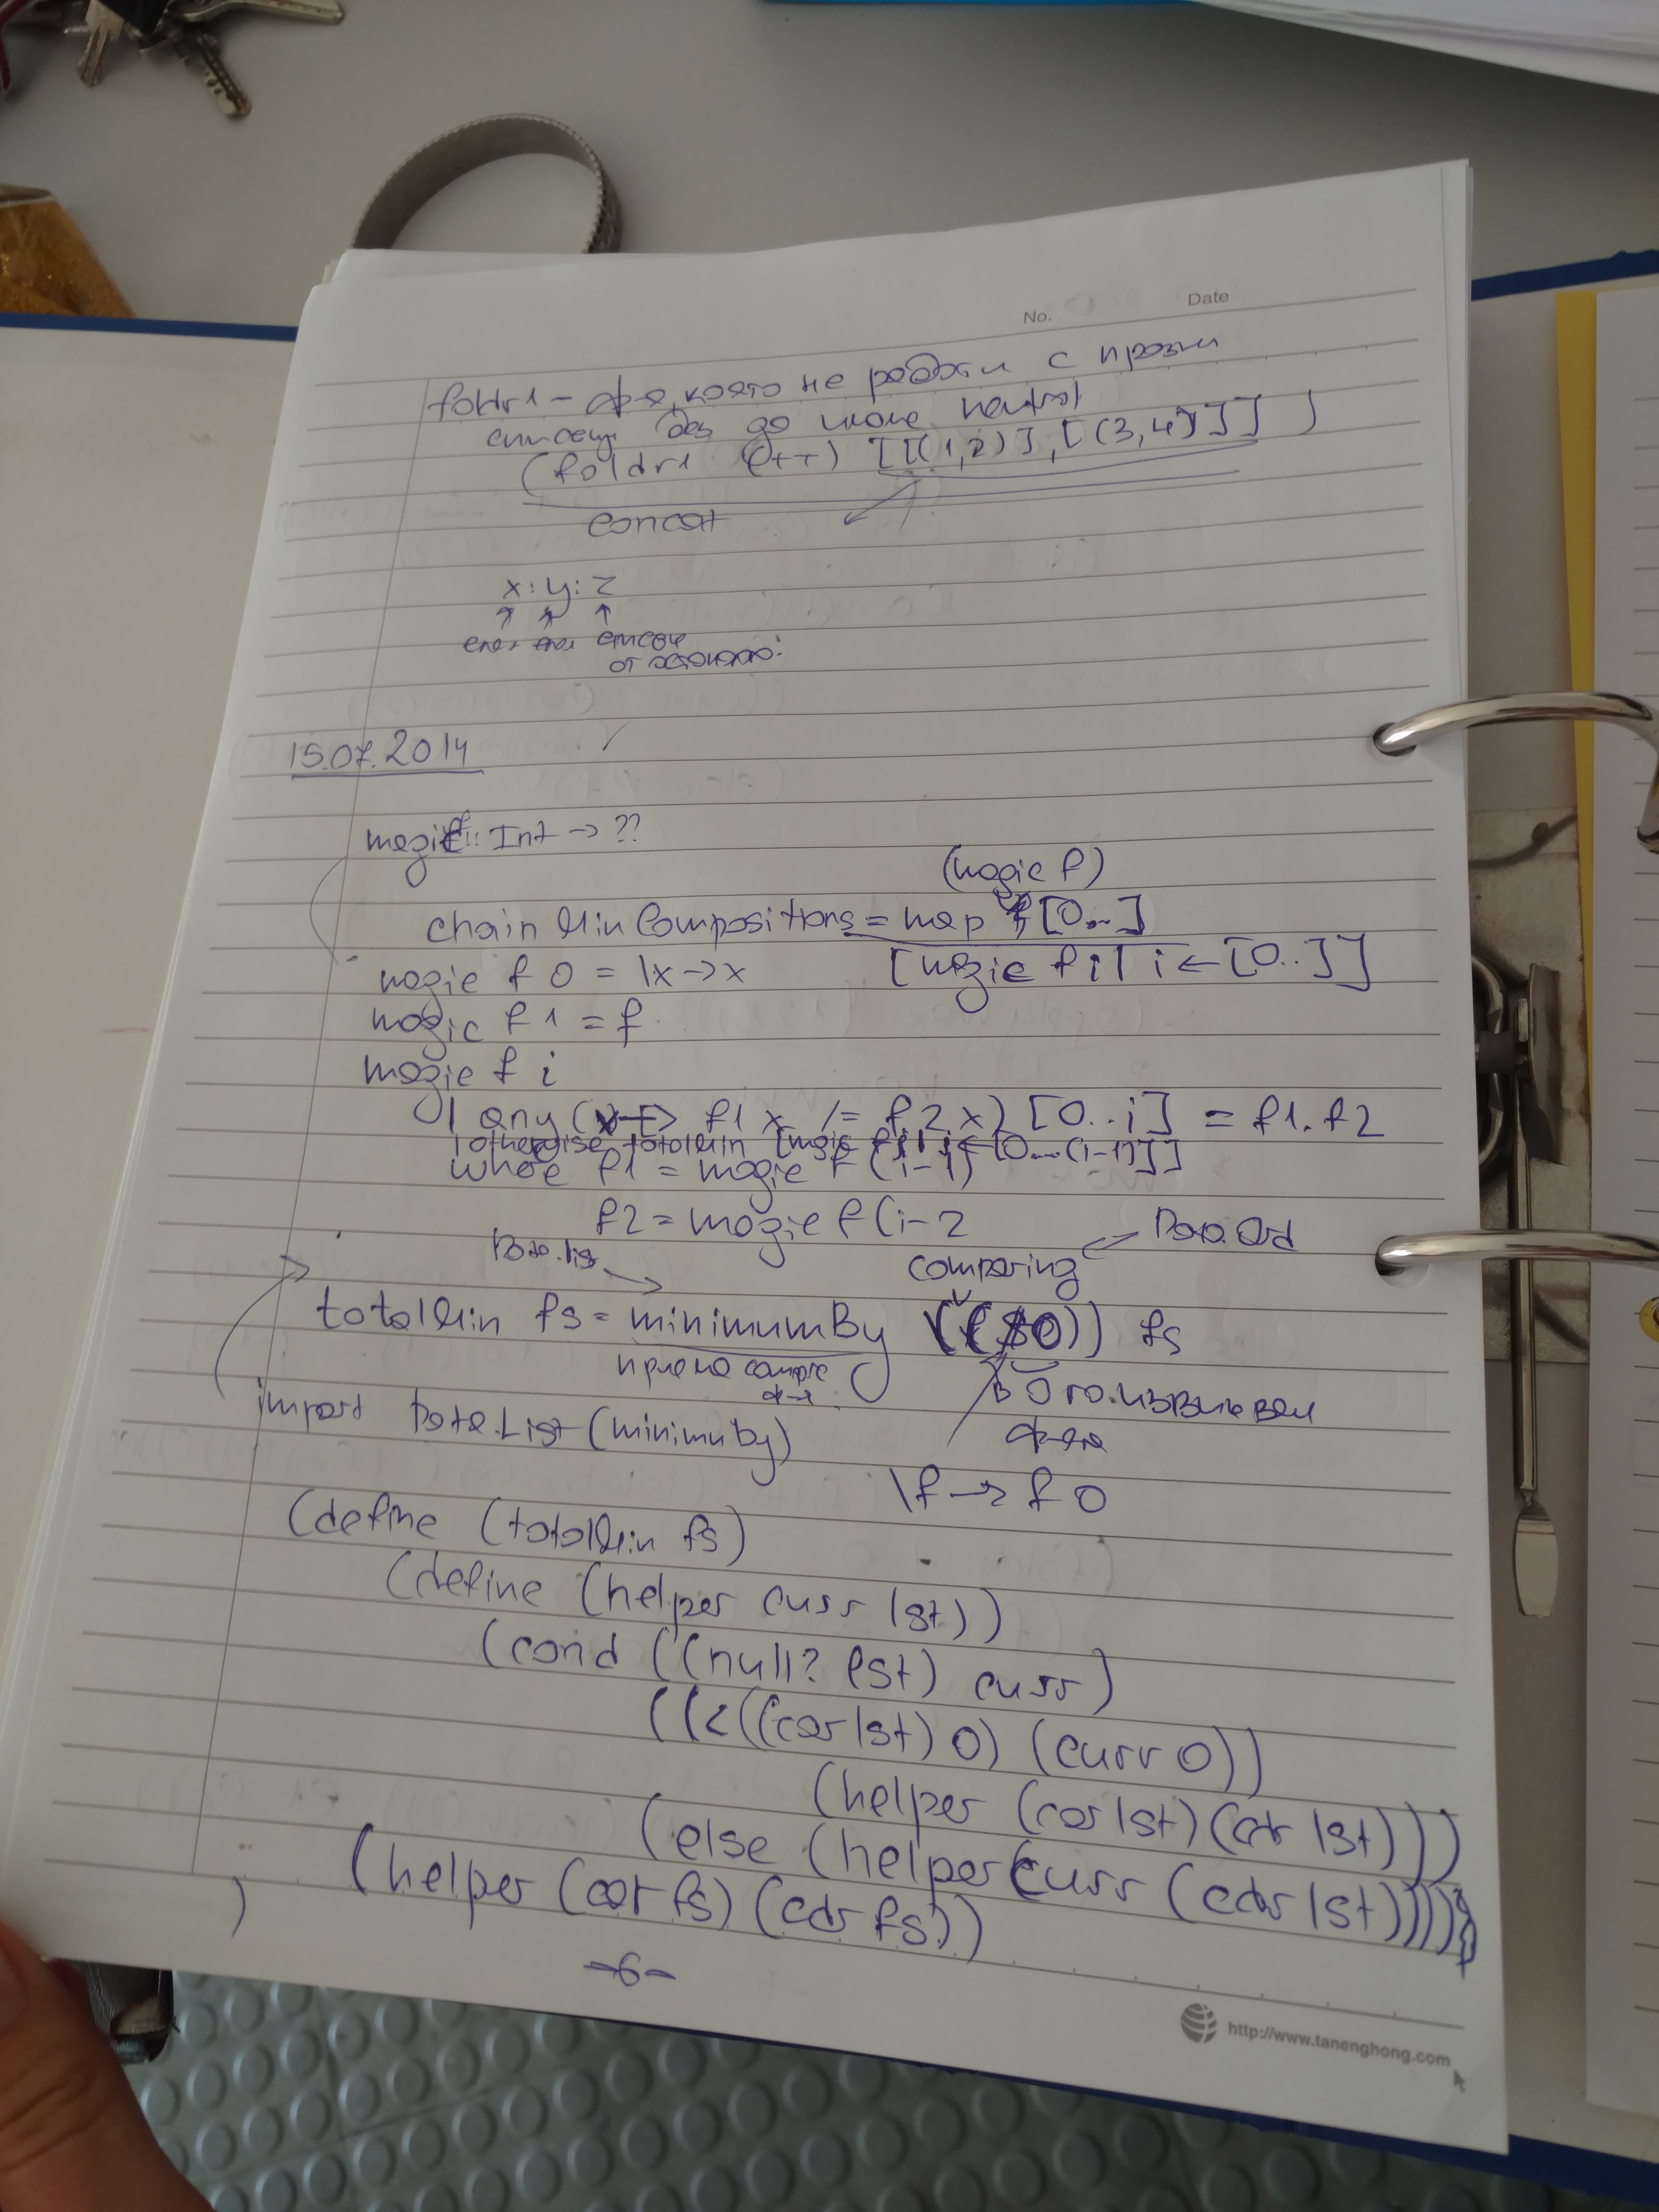 No. Date
foldr1 – ф-я, която не работи с празни
списъци без да има neutral
(foldr1 (++) [[(1,2)],[(3,4)]])
concat
x:y:z
елем елем списък
от останало:
15.07.2014
magic f:: Int -> ??
(magic f)
chainMinCompositions = map f [0..]
magic f 0 = \x->x [magic f i| i <- [0..]]
magic f 1 = f
magic f i
| any (\x-> f1 x /= f2 x) [0..i] = f1.f2
| otherwise totalMin [magic f j| j <- [0...(i-1)]]
where f1 = magic f (i-1)
f2 = magic f (i-2
Data.list comparing Data.Ord
totalMin fs = minimumBy (($0)) fs
приема compare ф-я
в 0 го. извикваем
ф-ята
import Data.List (minimuBy)
\f -> f 0
(define (totalMin fs)
(define (helper curr lst))
(cond ((null? lst) curr)
((<((car lst) 0) (curr 0))
(helper (car lst) (cdr lst)))
(else (helper curr (cdr lst)))))
(helper (car fs) (cdr fs))
)
-6-
http://www.tanenghong.com